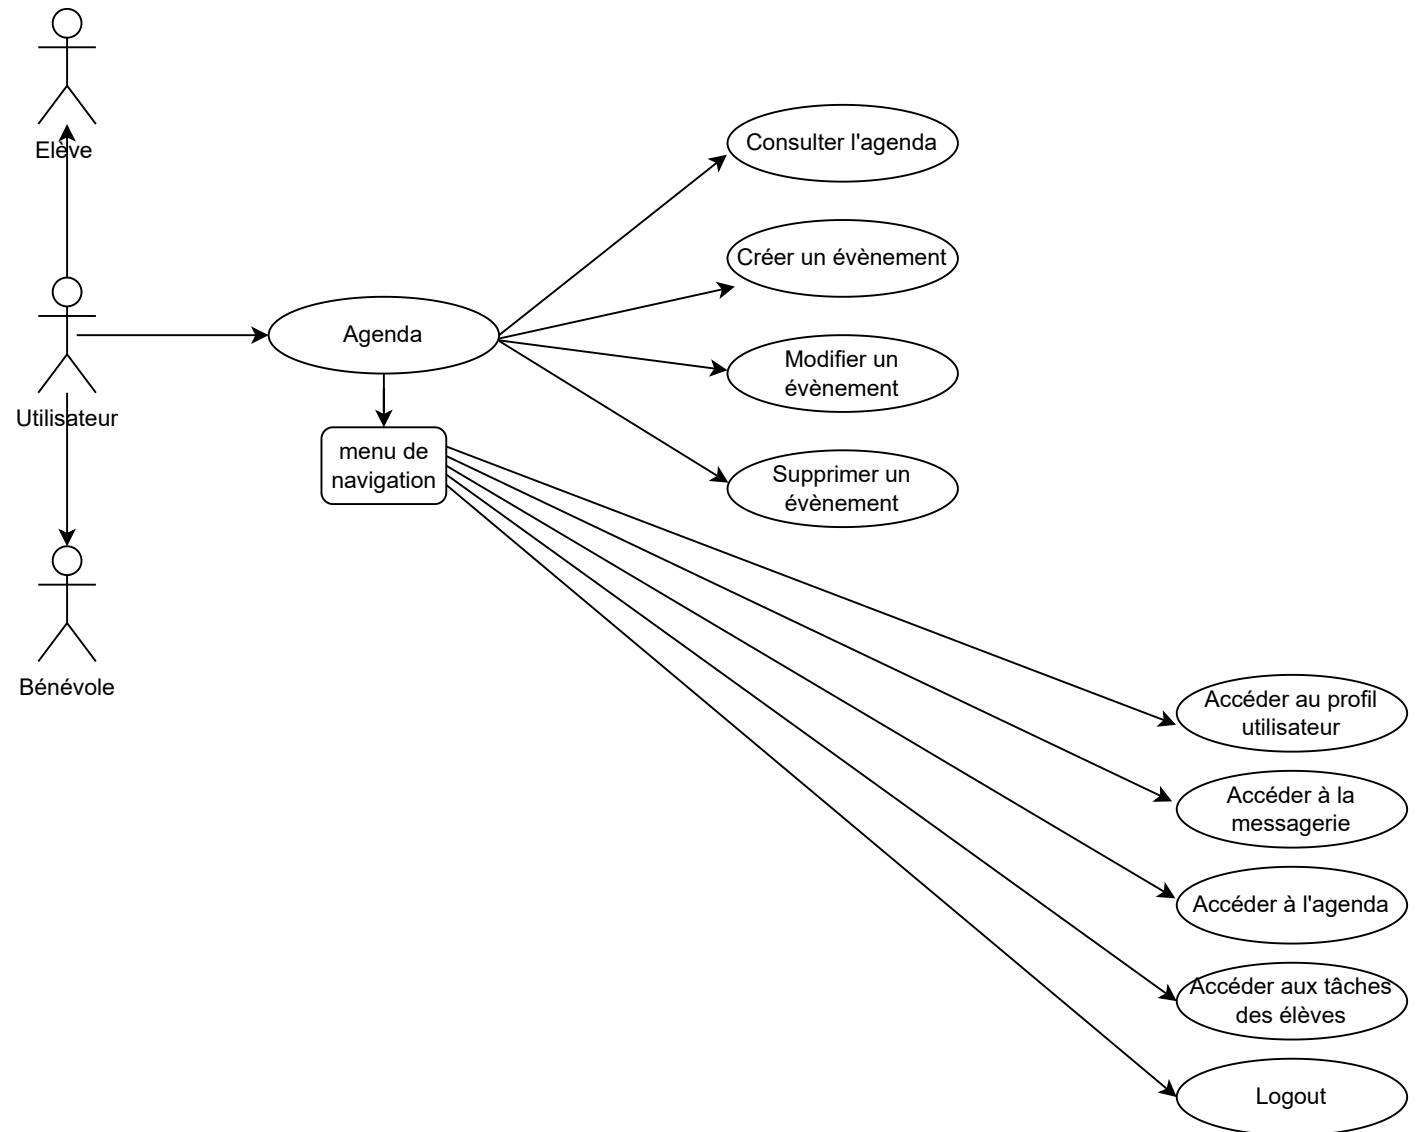 Elève
Utilisateur
Bénévole
Agenda
menu de
navigation
Consulter l'agenda
Créer un évènement
Modifier un
évènement
Supprimer un
évènement
Accéder au profil
utilisateur
Accéder à la
messagerie
Accéder à l'agenda
Accéder aux tâches
des élèves
Logout